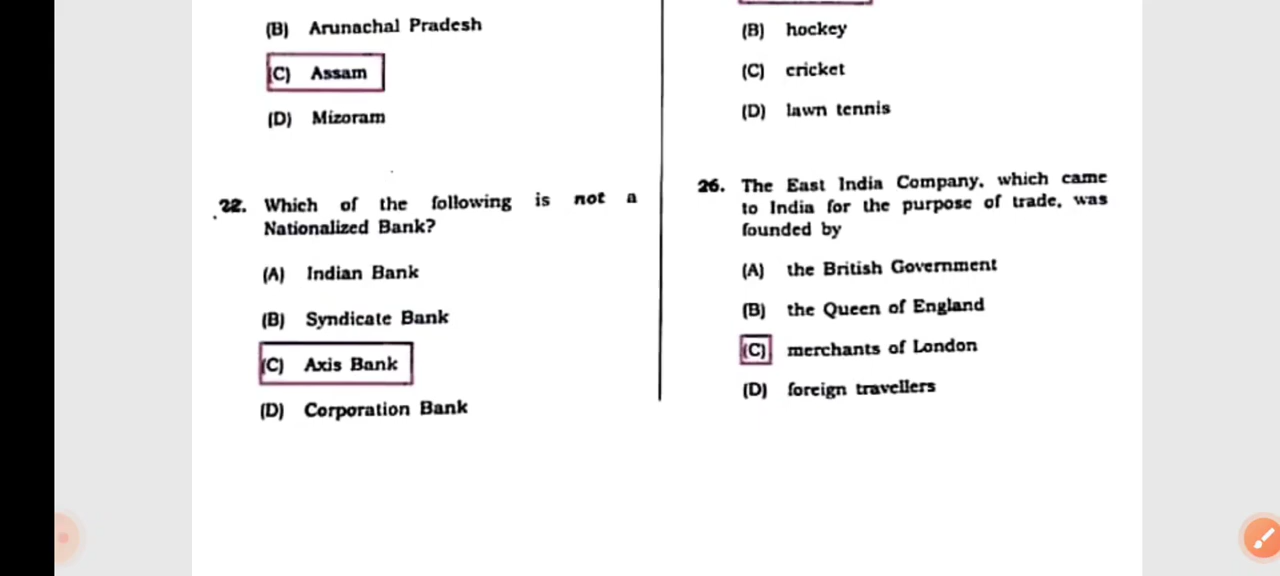 (B) Arunachal Pradesh
(C) Assam
(D) Mizoram
22. Which of the following is not a
Nationalized Bank?
(A) Indian Bank
(B) Syndicate Bank
(C) Axis Bank
(D) Corporation Bank
(B) hockey
(C) cricket
(D) lawn tennis
26. The East India Company, which came
to India for the purpose of trade, was
founded by
(A) the British Government
(B) the Queen of England
(C) merchants of London
(D) foreign travellers